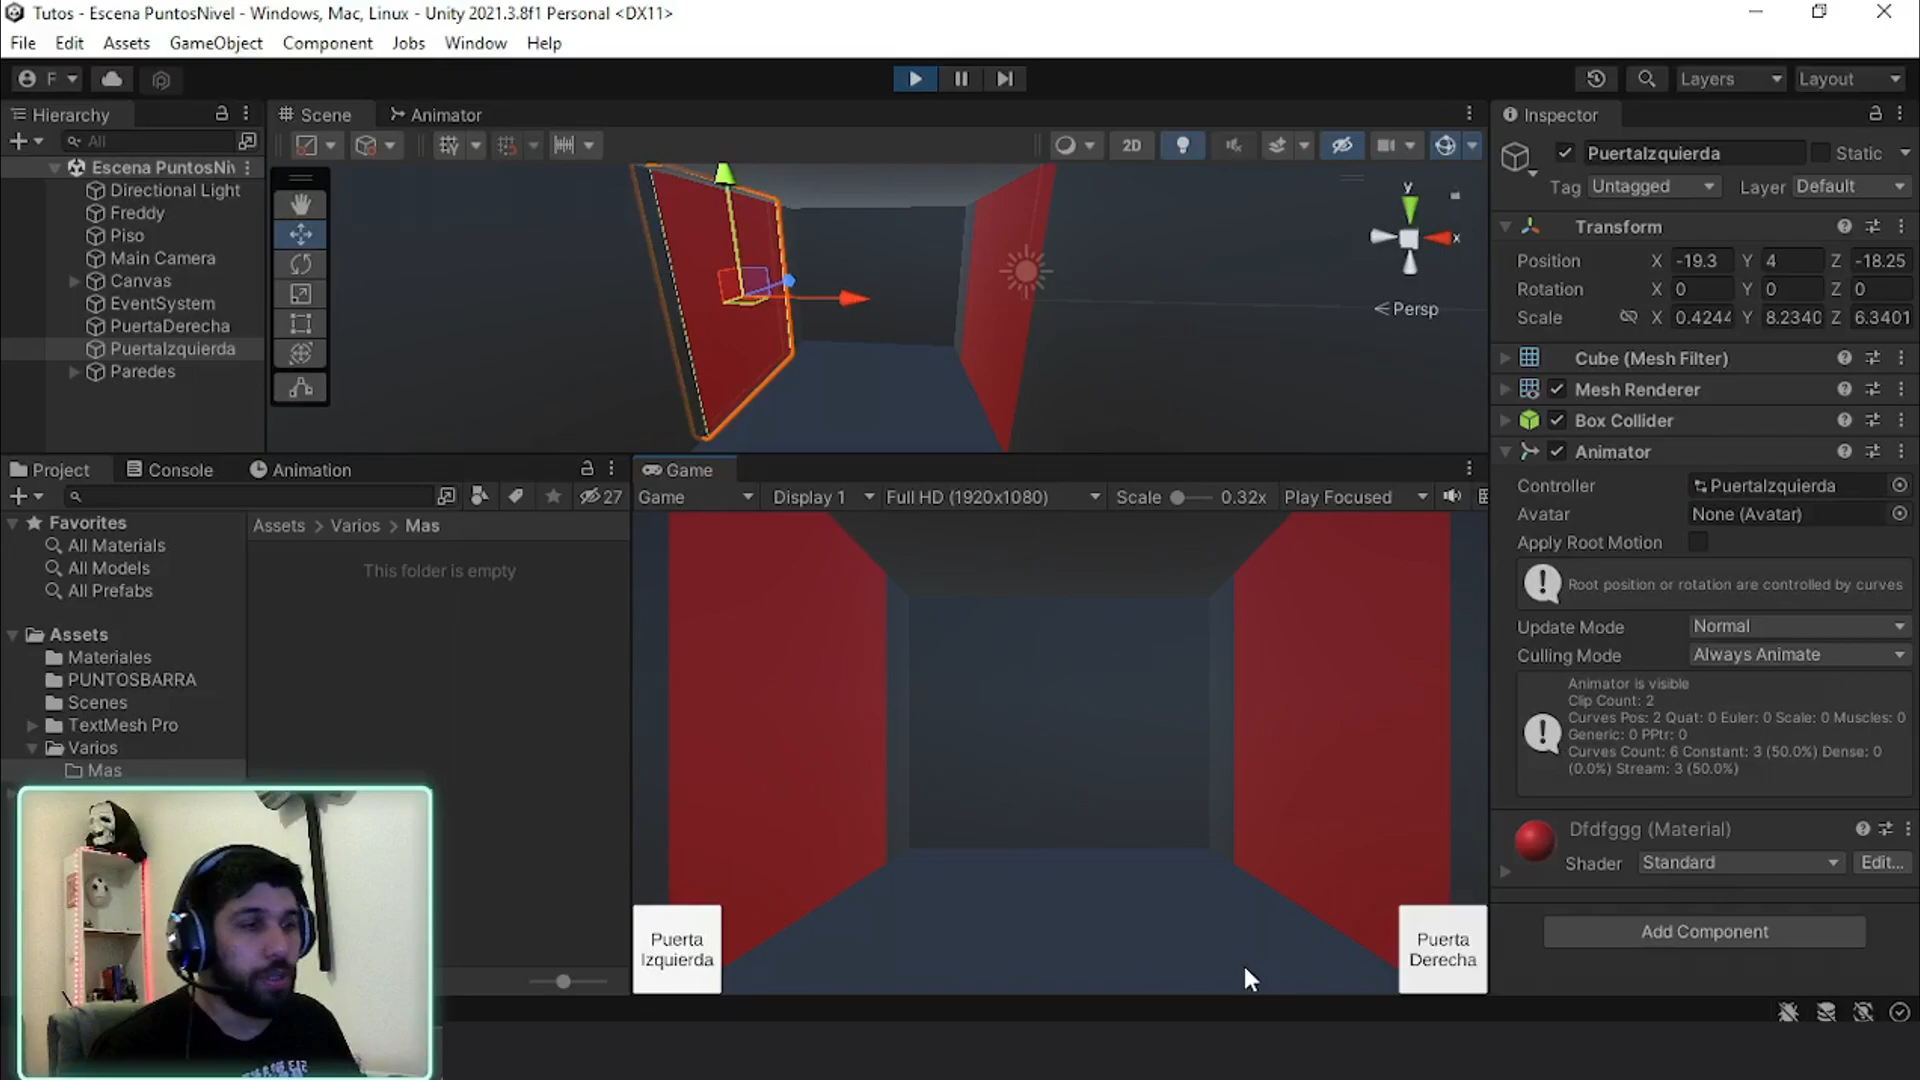 Tutos - Escena PuntosNivel - Windows, Mac, Linux - Unity 2021.3.8f1 Personal <DX11>
File Edit Assets GameObject Component Jobs Window Help
F Layers Layout
Hierarchy
All
Escena PuntosNiv
Directional Light
Freddy
Piso
Main Camera
Canvas
EventSystem
PuertaDerecha
PuertaIzquierda
Paredes
Scene Animator
2D
y
x
Persp
Project Console Animation
27
Favorites
All Materials
All Models
All Prefabs
Assets
Materiales
PUNTOSBARRA
Scenes
TextMesh Pro
Varios
Mas
Assets > Varios > Mas
This folder is empty
Game
Game Display 1 Full HD (1920x1080) Scale 0.32x Play Focused
Puerta
Izquierda
Puerta
Derecha
Inspector
PuertaIzquierda Static
Tag Untagged Layer Default
Transform
Position X -19.3 Y 4 Z -18.25
Rotation X 0 Y 0 Z 0
Scale X 0.4244 Y 8.2340 Z 6.3401
Cube (Mesh Filter)
Mesh Renderer
Box Collider
Animator
Controller PuertaIzquierda
Avatar None (Avatar)
Apply Root Motion
Root position or rotation are controlled by curves
Update Mode Normal
Culling Mode Always Animate
Animator is visible
Clip Count: 2
Curves Pos: 2 Quat: 0 Euler: 0 Scale: 0 Muscles: 0
Generic: 0 PPtr: 0
Curves Count: 6 Constant: 3 (50.0%) Dense: 0
(0.0%) Stream: 3 (50.0%)
Dfdfggg (Material)
Shader Standard Edit...
Add Component